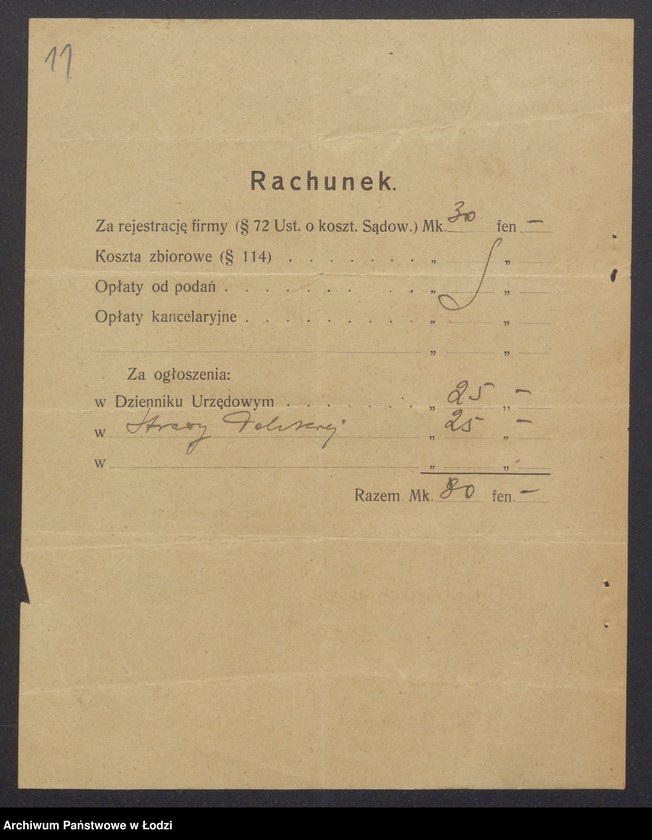 11
Rachunek.
Za rejestrację firmy (§ 72 Ust. o koszt. Sądow.) Mk. 30 fen –
Koszta zbiorowe (§ 114) . . . . . . . „ „
Opłaty od podań . . . . . . . . „ „
Opłaty kancelaryjne . . . . . . . . „ „
„ „
Za ogłoszenia:
w Dzienniku Urzędowym . . . . . . „ 25 „ –
w Straży Polskiej „ 25 „ –
w „ „
Razem Mk. 80 fen. –
Archiwum Państwowe w Łodzi